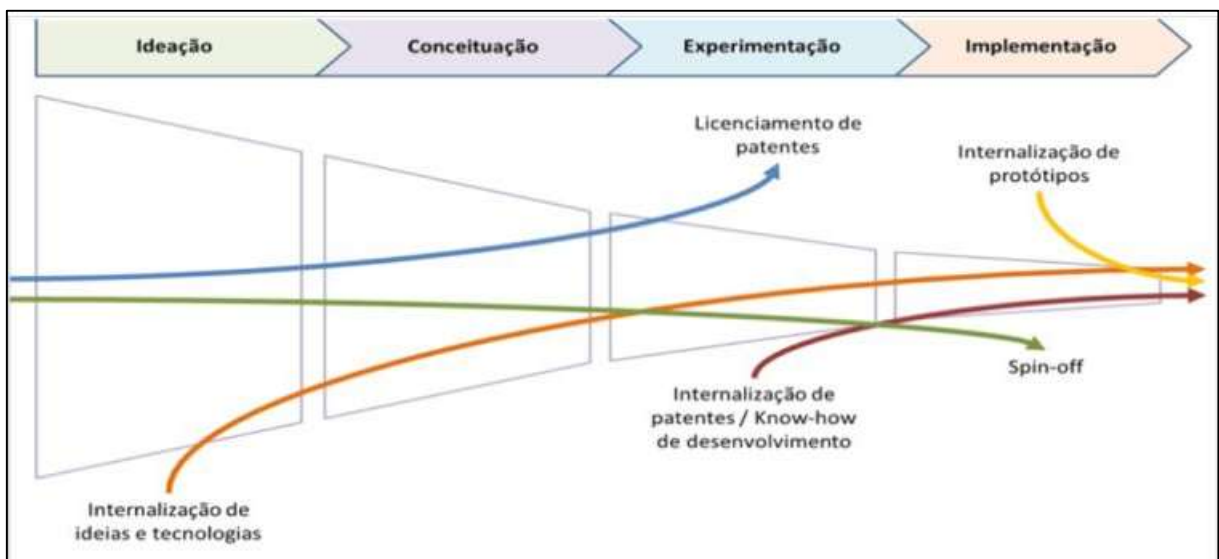 Ideação
Conceituação
Experimentação
Implementação
Licenciamento de
patentes
Internalização de
protótipos
Spin-off
Internalização de
patentes / Know-how
de desenvolvimento
Internalização de
ideias e tecnologias